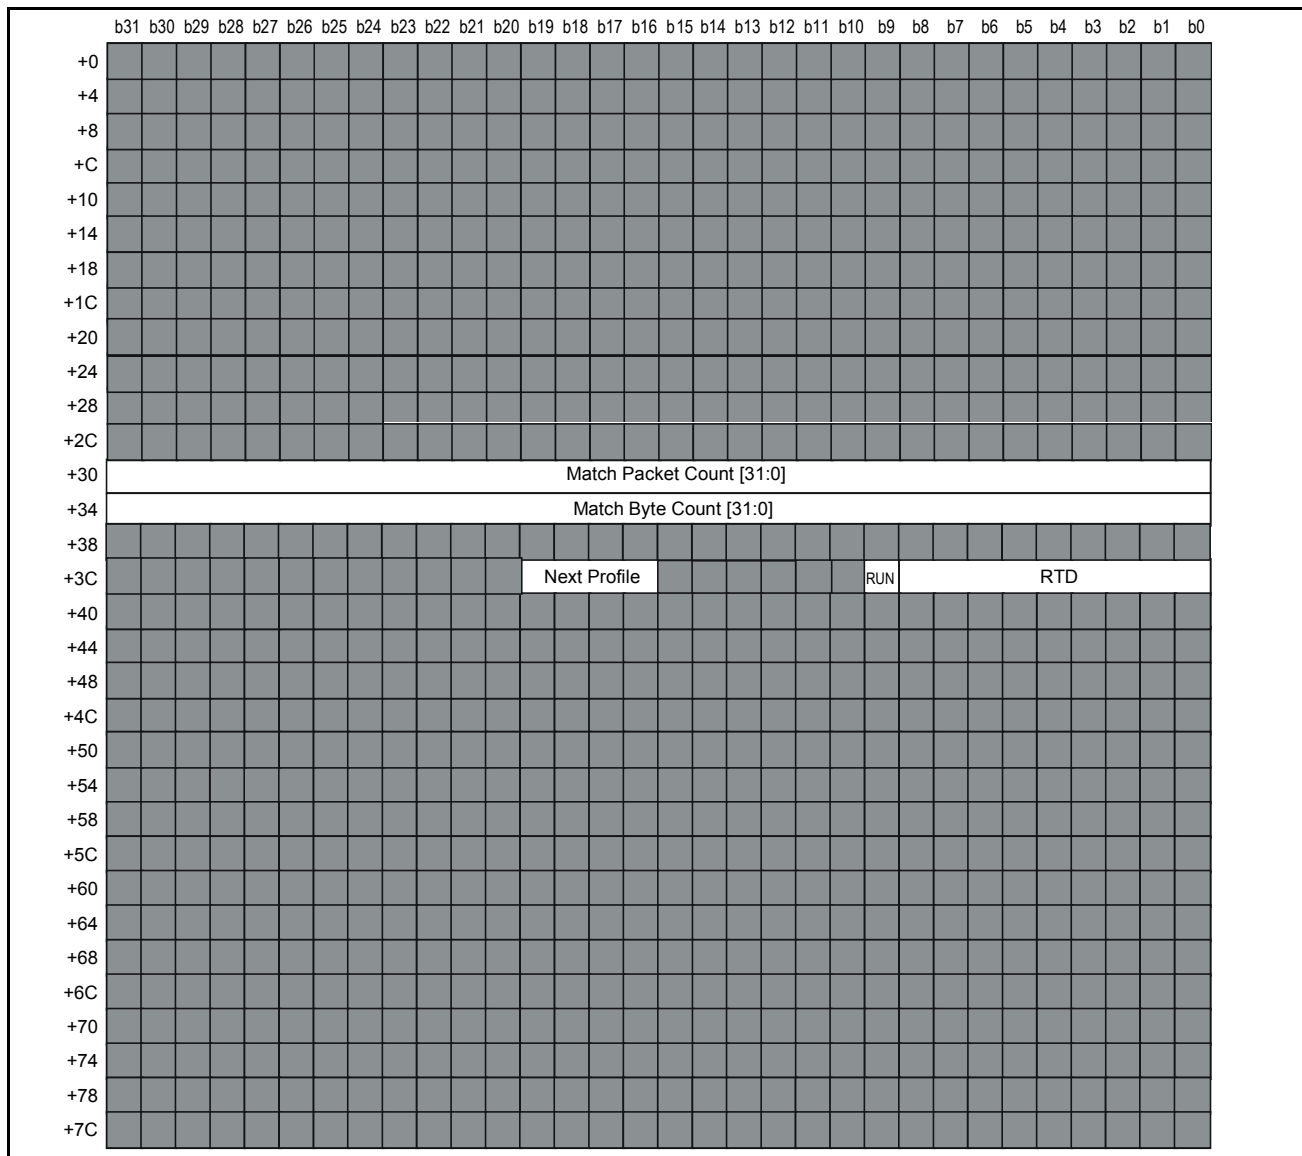 b31 b30 b29 b28 b27 b26 b25 b24 b23 b22 b21 b20 b19 b18 b17 b16 b15 b14 b13 b12 b11 b10 b9 b8 b7 b6 b5 b4 b3 b2 b1 b0
+0
+4
+8
+C
+10
+14
+18
+1C
+20
+24
+28
+2C
+30 Match Packet Count [31:0]
+34 Match Byte Count [31:0]
+38
+3C Next Profile RUN RTD
+40
+44
+48
+4C
+50
+54
+58
+5C
+60
+64
+68
+6C
+70
+74
+78
+7C